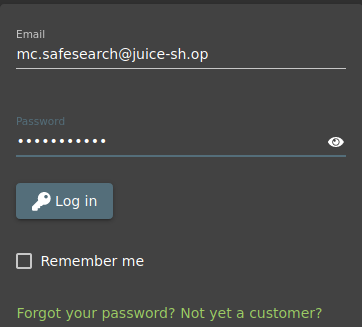 Email
mc.safesearch@juice-sh.op
Password
•••••••••••
Log in
Remember me
Forgot your password? Not yet a customer?